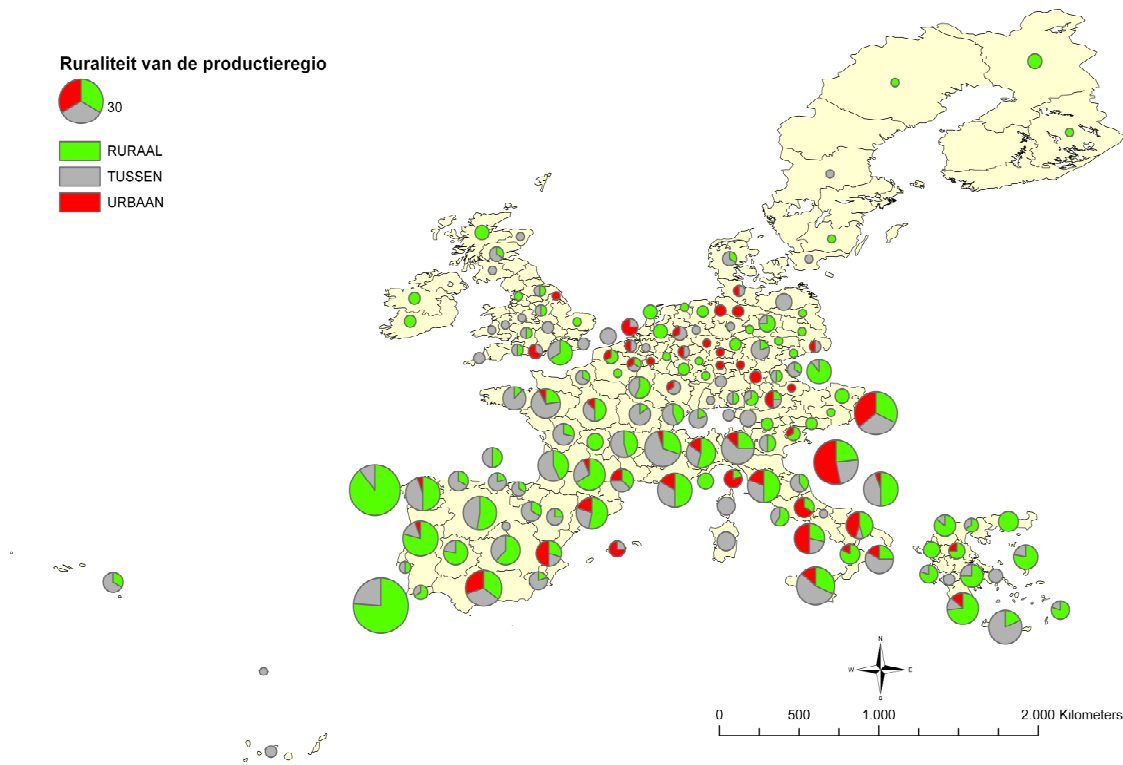 Ruraliteit van de productieregio
30
RURAAL
TUSSEN
URBAAN
N
W E
S
0 500 1.000 2.000 Kilometers